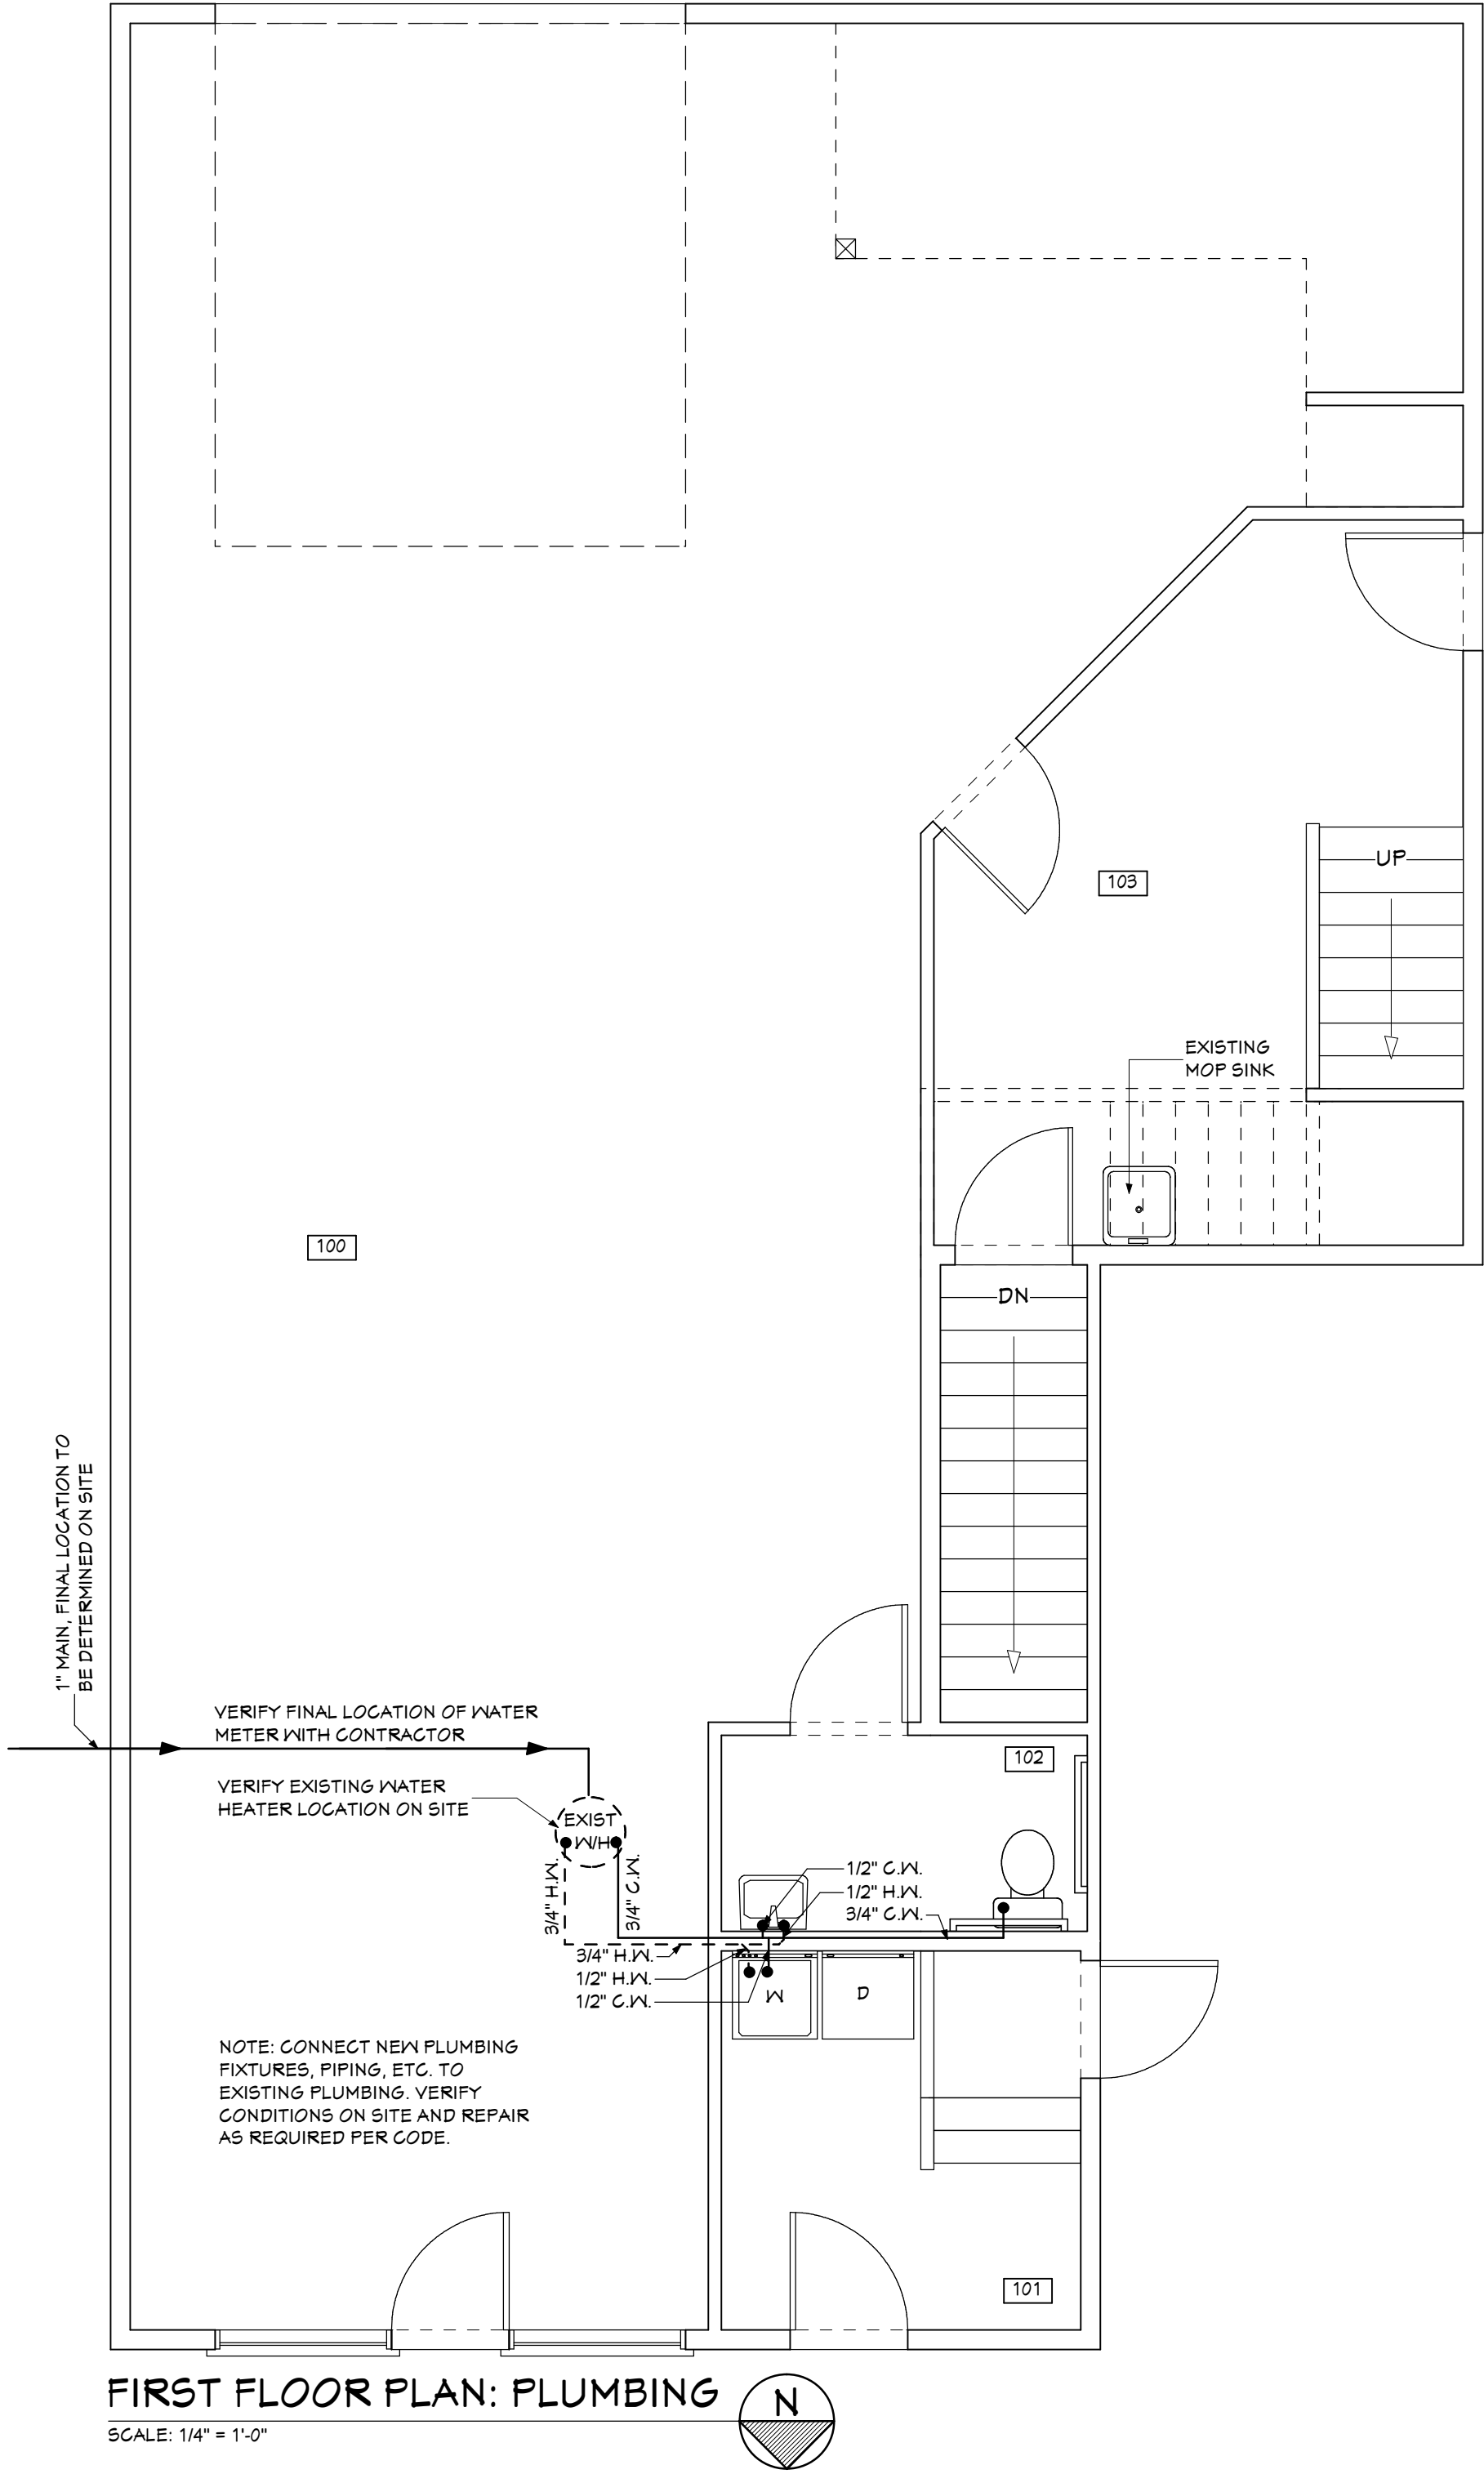 UP
103
EXISTING
MOP SINK
100
DN
1" MAIN, FINAL LOCATION TO
BE DETERMINED ON SITE
VERIFY FINAL LOCATION OF WATER
METER WITH CONTRACTOR
102
VERIFY EXISTING WATER
HEATER LOCATION ON SITE
EXIST
W/H
3/4" H.W.
3/4" C.W.
1/2" C.W.
1/2" H.W.
3/4" C.W.
3/4" H.W.
1/2" H.W.
1/2" C.W.
W
D
NOTE: CONNECT NEW PLUMBING
FIXTURES, PIPING, ETC. TO
EXISTING PLUMBING. VERIFY
CONDITIONS ON SITE AND REPAIR
AS REQUIRED PER CODE.
101
FIRST FLOOR PLAN: PLUMBING
N
SCALE: 1/4" = 1'-0"